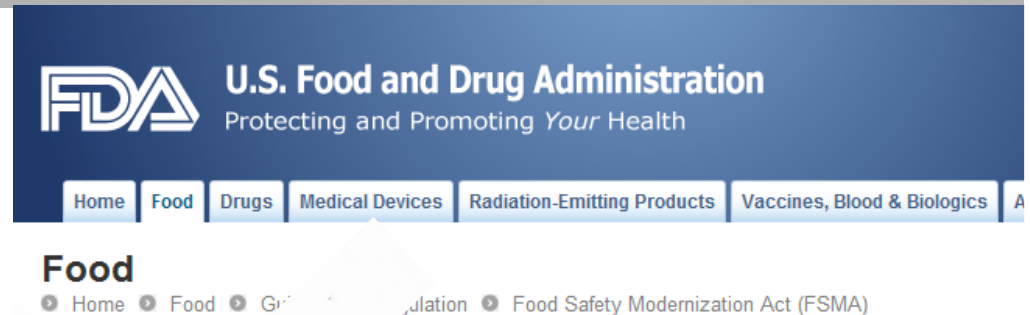 FDA U.S. Food and Drug Administration
Protecting and Promoting Your Health
Home Food Drugs Medical Devices Radiation-Emitting Products Vaccines, Blood & Biologics
Food
Home Food Food Safety Modernization Act (FSMA)